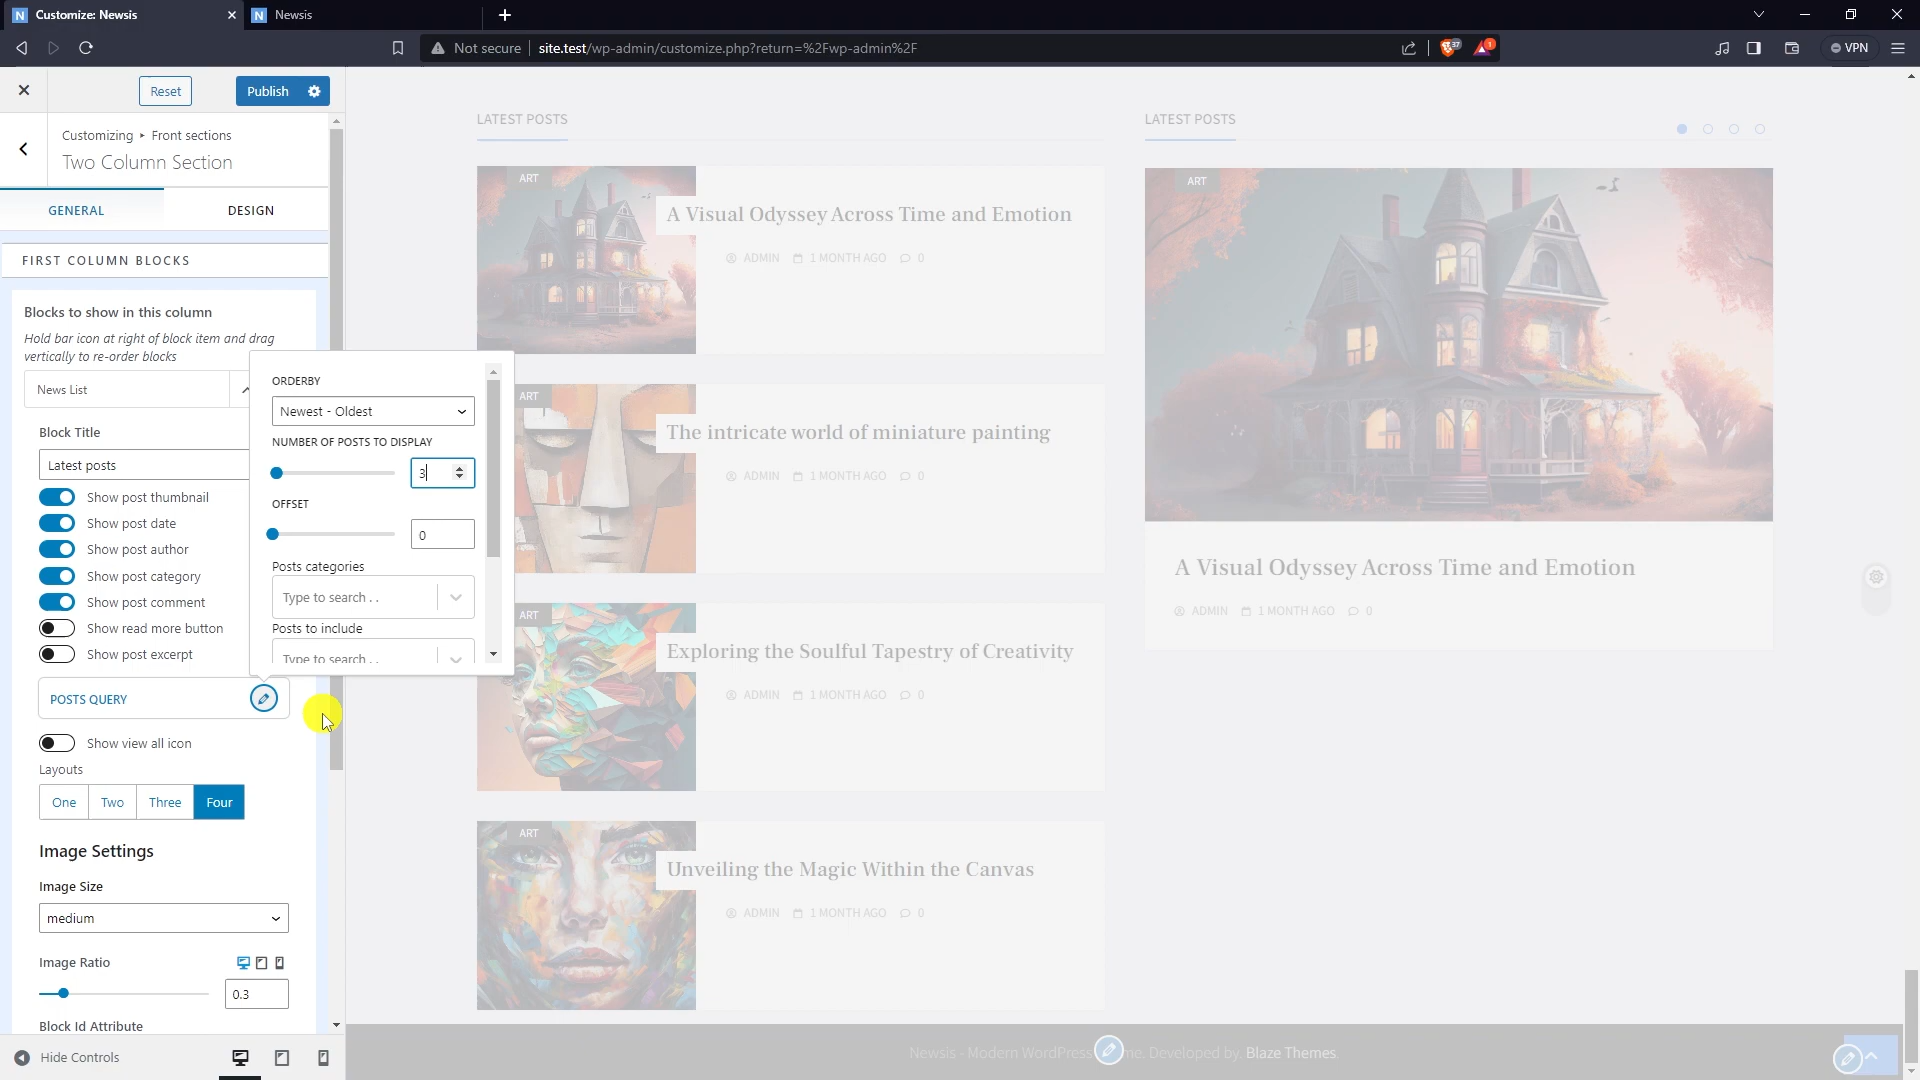 Customize: Newsis
Newsis
Not secure
site.test/wp-admin/customize.php?return=%2Fwp-admin%2F
37
1
VPN
Reset
Publish
Customizing ▸ Front sections
Two Column Section
GENERAL
DESIGN
FIRST COLUMN BLOCKS
Blocks to show in this column
Hold bar icon at right of block item and drag
vertically to re-order blocks
News List
Block Title
Latest posts
Show post thumbnail
Show post date
Show post author
Show post category
Show post comment
Show read more button
Show post excerpt
POSTS QUERY
Show view all icon
Layouts
One
Two
Three
Four
Image Settings
Image Size
medium
Image Ratio
0.3
Block Id Attribute
Hide Controls
ORDERBY
Newest - Oldest
NUMBER OF POSTS TO DISPLAY
3
OFFSET
0
Posts categories
Type to search . .
Posts to include
Type to search . .
LATEST POSTS
ART
A Visual Odyssey Across Time and Emotion
ADMIN 1 MONTH AGO 0
ART
The intricate world of miniature painting
ADMIN 1 MONTH AGO 0
ART
Exploring the Soulful Tapestry of Creativity
ADMIN 1 MONTH AGO 0
ART
Unveiling the Magic Within the Canvas
ADMIN 1 MONTH AGO 0
LATEST POSTS
ART
A Visual Odyssey Across Time and Emotion
ADMIN 1 MONTH AGO 0
Newsis - Modern WordPress me. Developed by, Blaze Themes.